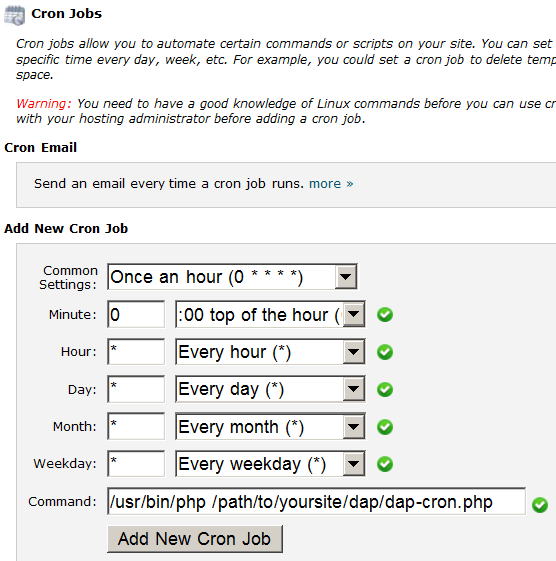 Cron Jobs
Cron jobs allow you to automate certain commands or scripts on your site. You can set
specific time every day, week, etc. For example, you could set a cron job to delete temp
space.
Warning: You need to have a good knowledge of Linux commands before you can use cr
with your hosting administrator before adding a cron job.
Cron Email
Send an email every time a cron job runs. more »
Add New Cron Job
Common Settings: Once an hour (0 * * * *)
Minute: 0 :00 top of the hour (
Hour: * Every hour (*)
Day: * Every day (*)
Month: * Every month (*)
Weekday: * Every weekday (*)
Command: /usr/bin/php /path/to/yoursite/dap/dap-cron.php
Add New Cron Job